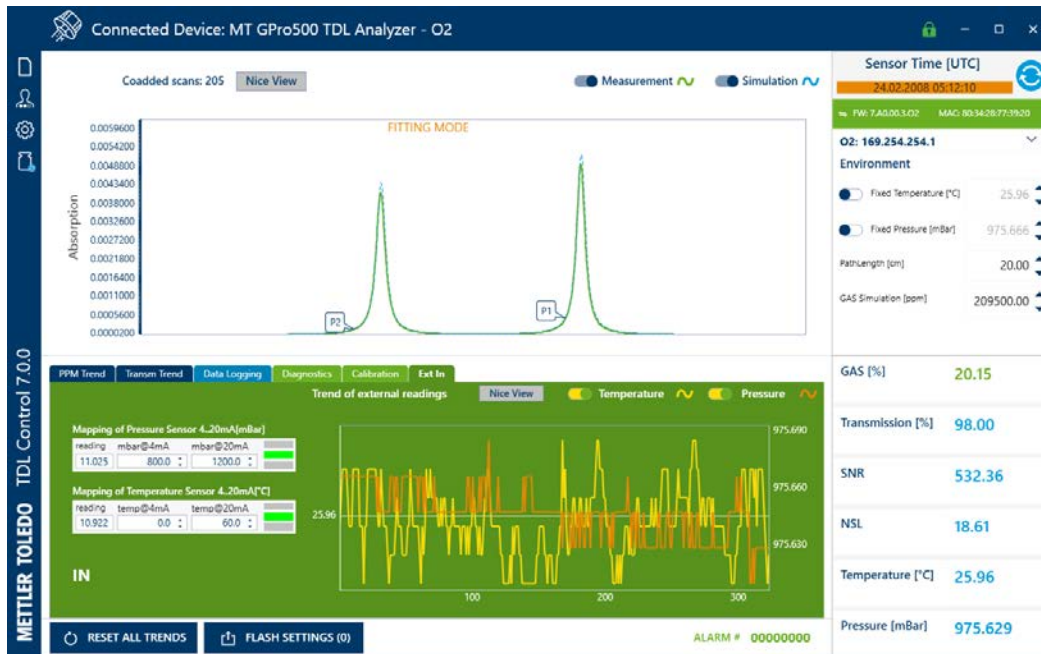 Connected Device: MT GPro500 TDL Analyzer - O2
METTLER TOLEDO TDL Control 7.0.0
Coadded scans: 205 Nice View Measurement Simulation
FITTING MODE
Absorption
0.0059600
0.0054200
0.0048800
0.0043400
0.0038000
0.0032600
0.0027200
0.0021800
0.0016400
0.0011000
0.0005600
0.0000200
P2
P1
Sensor Time [UTC]
24.02.2008 05:12:10
FW: 7.A0.00.3.O2 MAC: 80:34:28:77:39:20
O2: 169.254.254.1
Environment
Fixed Temperature [°C] 25.96
Fixed Pressure [mBar] 975.666
PathLength [cm] 20.00
GAS Simulation [ppm] 209500.00
PPM Trend Transm Trend Data Logging Diagnostics Calibration Ext In
Trend of external readings Nice View Temperature Pressure
Mapping of Pressure Sensor 4..20mA[mBar]
reading mbar@4mA mbar@20mA
11.025 800.0 1200.0
Mapping of Temperature Sensor 4..20mA[°C]
reading temp@4mA temp@20mA
10.922 0.0 60.0
IN
25.96
975.690
975.660
975.630
100 200 300
GAS [%] 20.15
Transmission [%] 98.00
SNR 532.36
NSL 18.61
Temperature [°C] 25.96
Pressure [mBar] 975.629
RESET ALL TRENDS FLASH SETTINGS (0) ALARM # 00000000